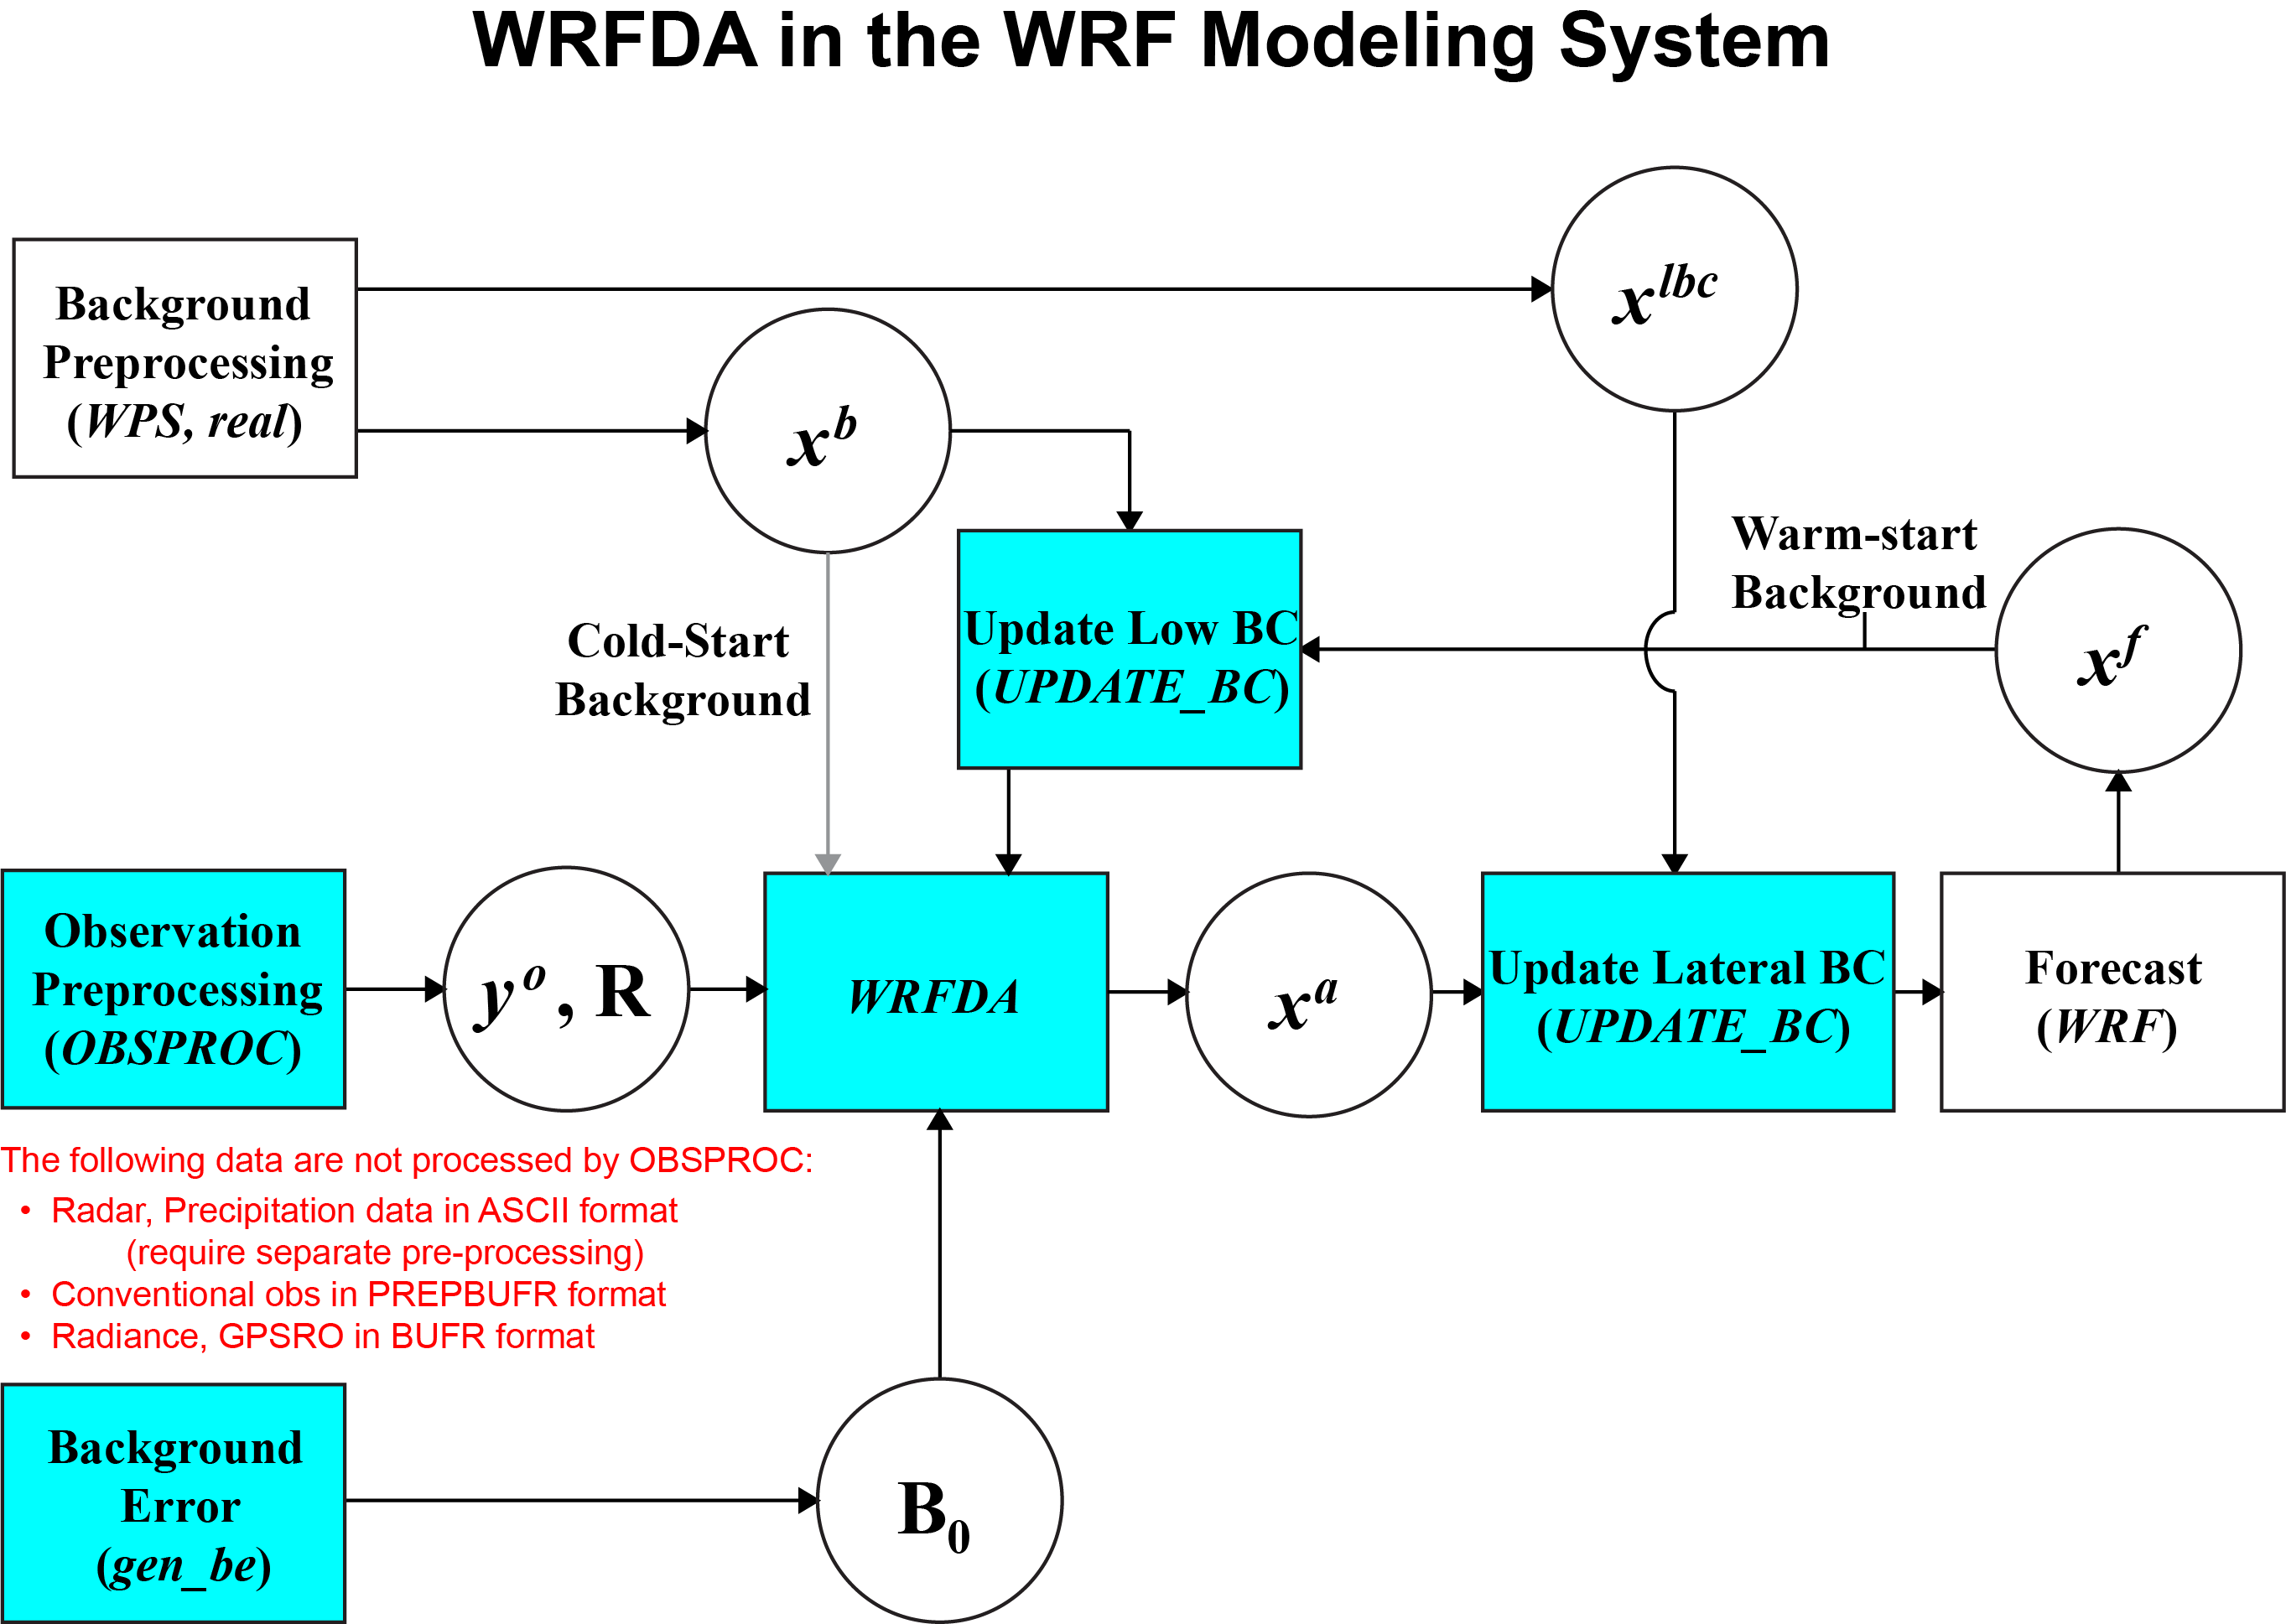 WRFDA in the WRF Modeling System
Background
Preprocessing
(WPS, real)
x^b
x^lbc
Cold-Start
Background
Update Low BC
(UPDATE_BC)
Warm-start
Background
x^f
Observation
Preprocessing
(OBSPROC)
y^o, R
WRFDA
x^a
Update Lateral BC
(UPDATE_BC)
Forecast
(WRF)
The following data are not processed by OBSPROC:
• Radar, Precipitation data in ASCII format
(require separate pre-processing)
• Conventional obs in PREPBUFR format
• Radiance, GPSRO in BUFR format
Background
Error
(gen_be)
B₀